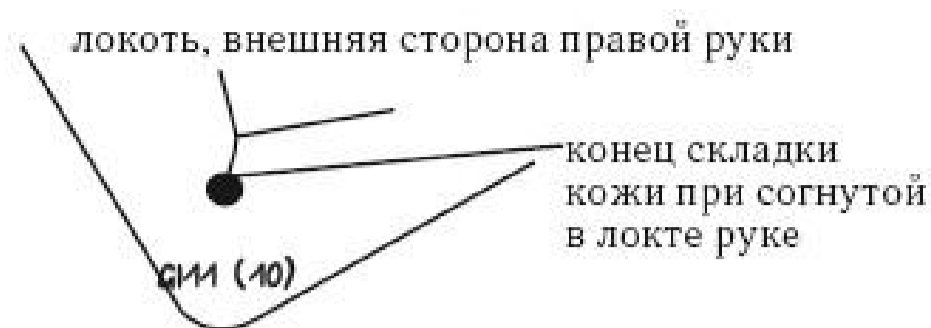 локоть, внешняя сторона правой руки
конец складки
кожи при согнутой
в локте руке
GI11 (10)